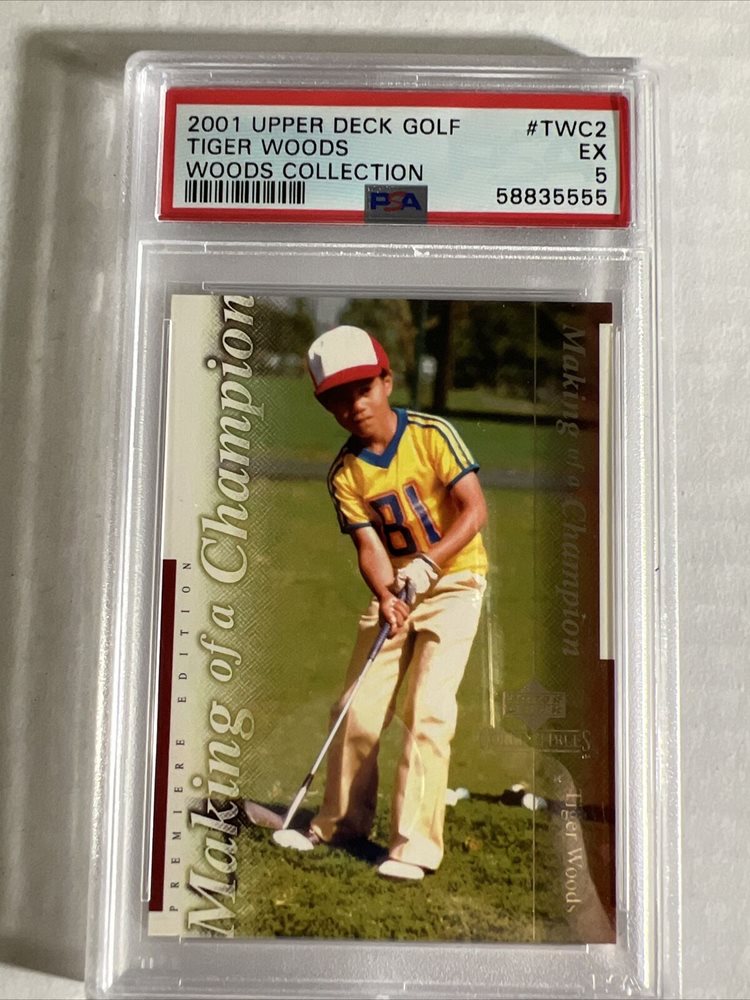 2001 UPPER DECK GOLF #TWC2
TIGER WOODS EX
WOODS COLLECTION 5
PSA 58835555
Making of a Champion
PREMIERE EDITION
81
Making of a Champion
Tiger Woods